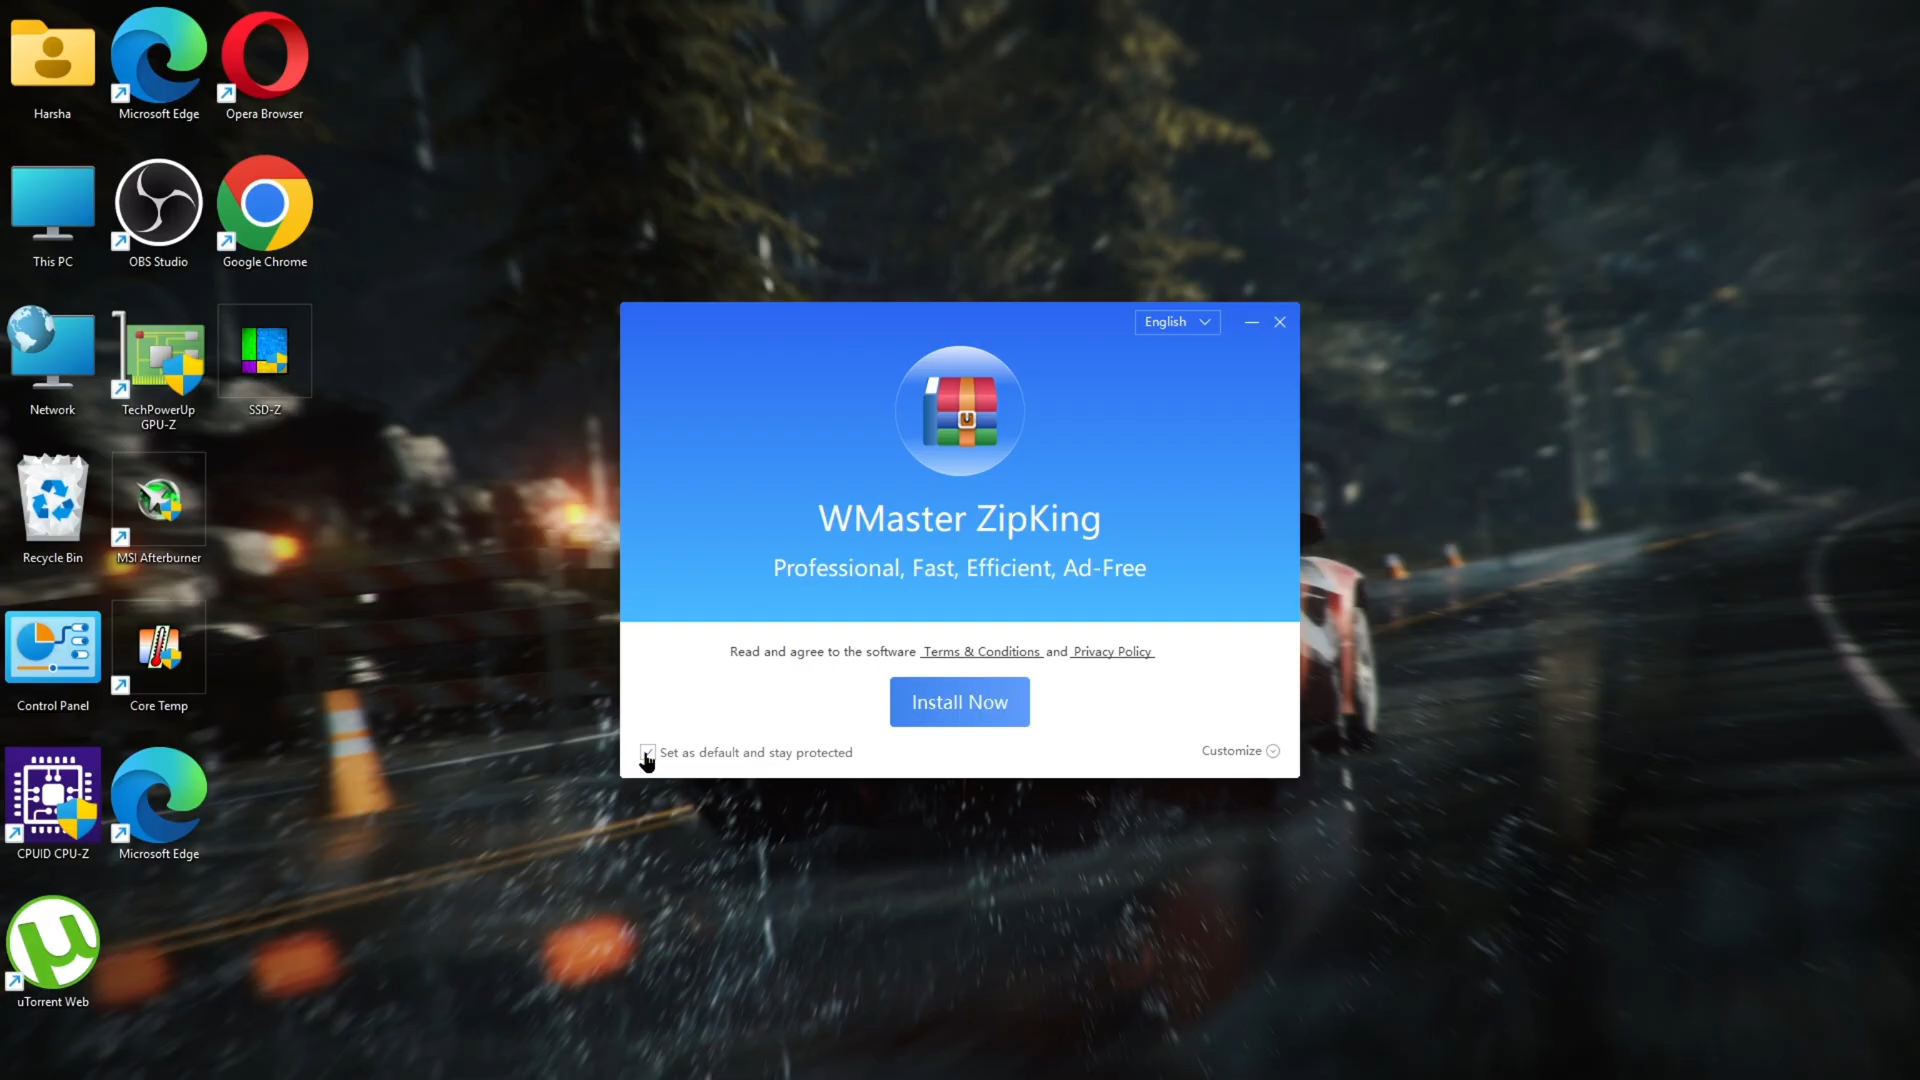 Harsha
Microsoft Edge
Opera Browser
This PC
OBS Studio
Google Chrome
Network
TechPowerUp
GPU-Z
SSD-Z
Recycle Bin
MSI Afterburner
Control Panel
Core Temp
CPUID CPU-Z
Microsoft Edge
uTorrent Web
English
WMaster ZipKing
Professional, Fast, Efficient, Ad-Free
Read and agree to the software Terms & Conditions and Privacy Policy
Install Now
Set as default and stay protected
Customize